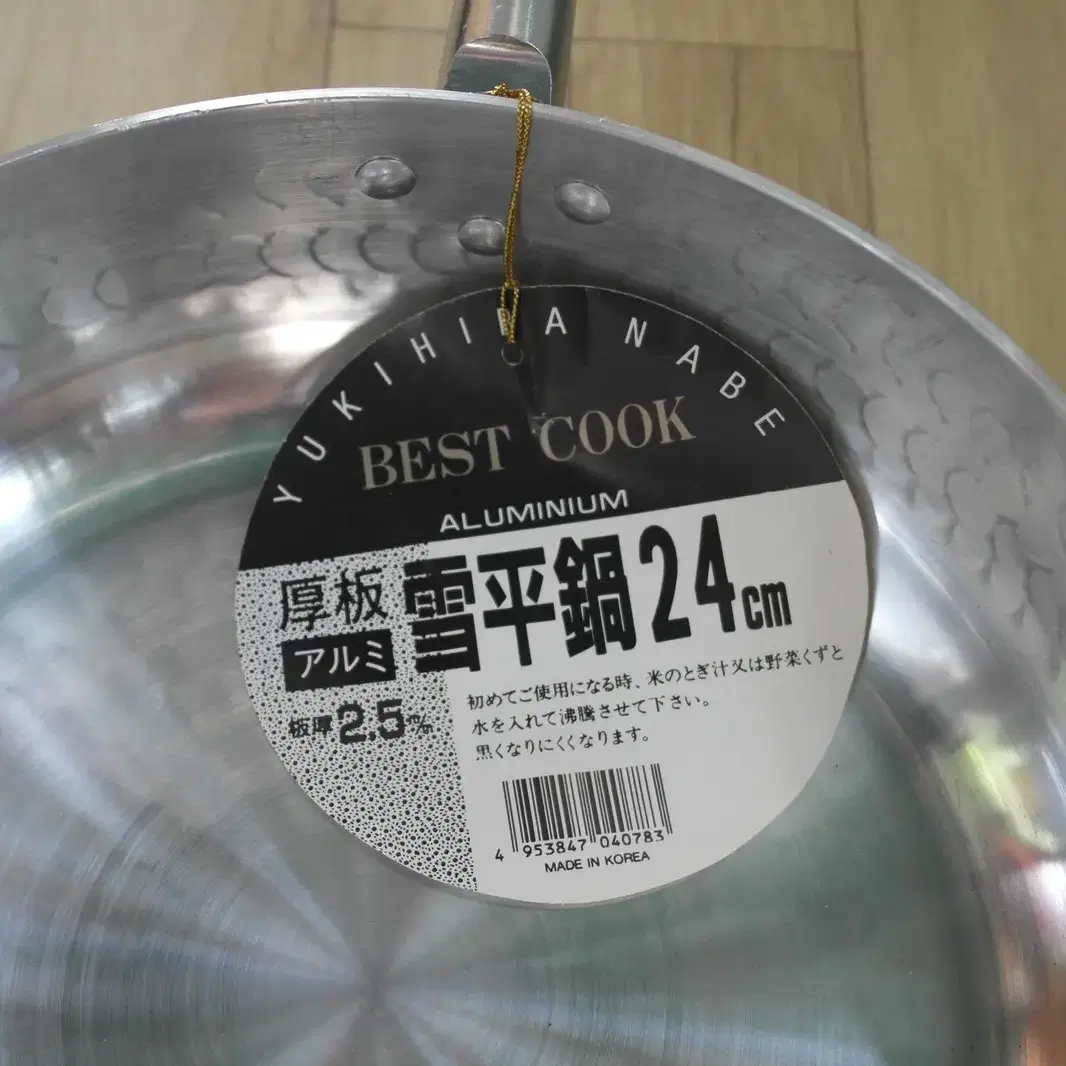 YUKIHIRA NABE
BEST COOK
ALUMINIUM
厚板
アルミ
雪平鍋24cm
板厚2.5m/m
初めてご使用になる時、米のとぎ汁又は野菜くずと
水を入れて沸騰させて下さい。
黒くなりにくくなります。
4 953847 040783
MADE IN KOREA